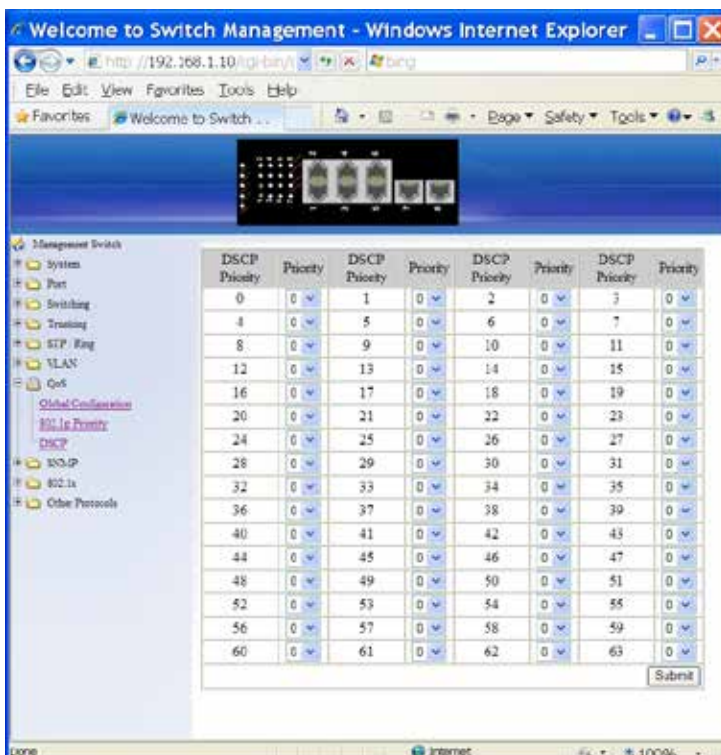 Welcome to Switch Management - Windows Internet Explorer
http://192.168.1.10/cgi-bin/
bing
File Edit View Favorites Tools Help
Favorites Welcome to Switch ... Page Safety Tools
Management Switch
System
Port
Switching
Trunking
STP / Ring
VLAN
QoS
Global Configuration
802.1p Priority
DSCP
SNMP
802.1x
Other Protocols
DSCP Priority Priority DSCP Priority Priority DSCP Priority Priority DSCP Priority Priority
0 0 1 0 2 0 3 0
4 0 5 0 6 0 7 0
8 0 9 0 10 0 11 0
12 0 13 0 14 0 15 0
16 0 17 0 18 0 19 0
20 0 21 0 22 0 23 0
24 0 25 0 26 0 27 0
28 0 29 0 30 0 31 0
32 0 33 0 34 0 35 0
36 0 37 0 38 0 39 0
40 0 41 0 42 0 43 0
44 0 45 0 46 0 47 0
48 0 49 0 50 0 51 0
52 0 53 0 54 0 55 0
56 0 57 0 58 0 59 0
60 0 61 0 62 0 63 0
Submit
Done Internet 100%